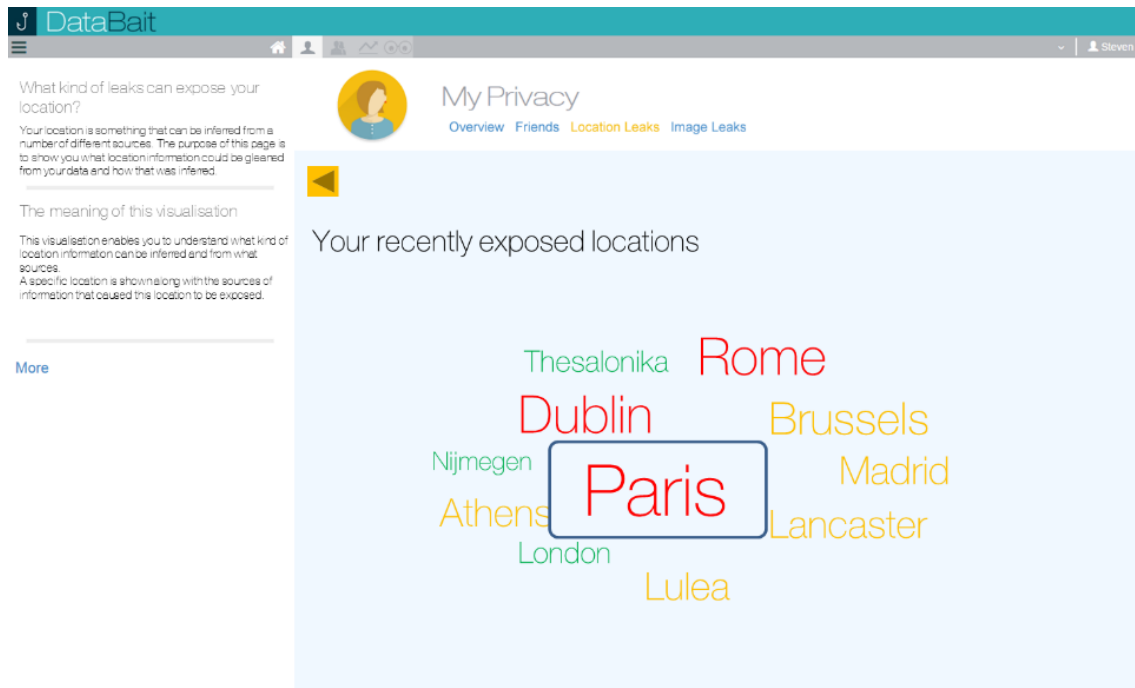 DataBait
Steven
What kind of leaks can expose your
location?
Your location is something that can be inferred from a
number of different sources. The purpose of this page is
to show you what location information could be gleaned
from your data and how that was inferred.
The meaning of this visualisation
This visualisation enables you to understand what kind of
location information can be inferred and from what
sources.
A specific location is shown along with the sources of
information that caused this location to be exposed.
More
My Privacy
Overview Friends Location Leaks Image Leaks
Your recently exposed locations
Thesalonika Rome
Dublin Brussels
Nijmegen Paris Madrid
Athens Lancaster
London
Lulea